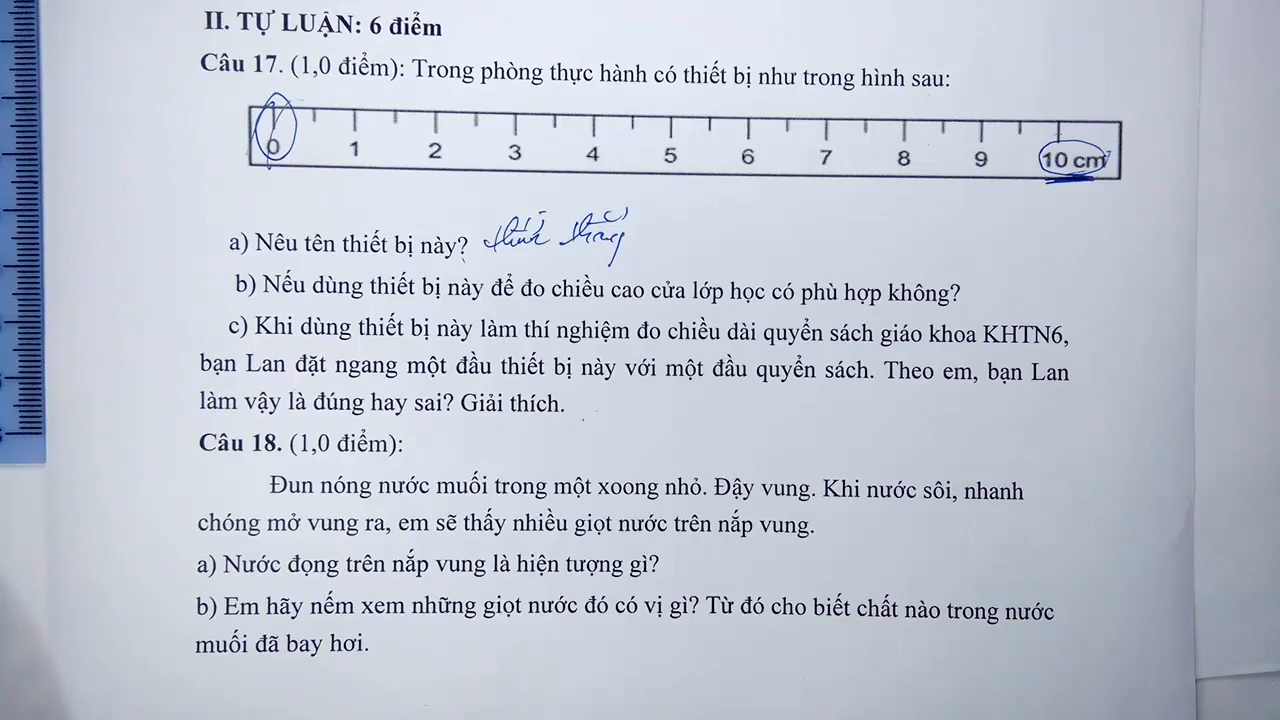 II. TỰ LUẬN: 6 điểm
Câu 17. (1,0 điểm): Trong phòng thực hành có thiết bị như trong hình sau:
0 1 2 3 4 5 6 7 8 9 10 cm
a) Nêu tên thiết bị này?
b) Nếu dùng thiết bị này để đo chiều cao cửa lớp học có phù hợp không?
c) Khi dùng thiết bị này làm thí nghiệm đo chiều dài quyển sách giáo khoa KHTN6,
bạn Lan đặt ngang một đầu thiết bị này với một đầu quyển sách. Theo em, bạn Lan
làm vậy là đúng hay sai? Giải thích.
Câu 18. (1,0 điểm):
Đun nóng nước muối trong một xoong nhỏ. Đậy vung. Khi nước sôi, nhanh
chóng mở vung ra, em sẽ thấy nhiều giọt nước trên nắp vung.
a) Nước đọng trên nắp vung là hiện tượng gì?
b) Em hãy nếm xem những giọt nước đó có vị gì? Từ đó cho biết chất nào trong nước
muối đã bay hơi.